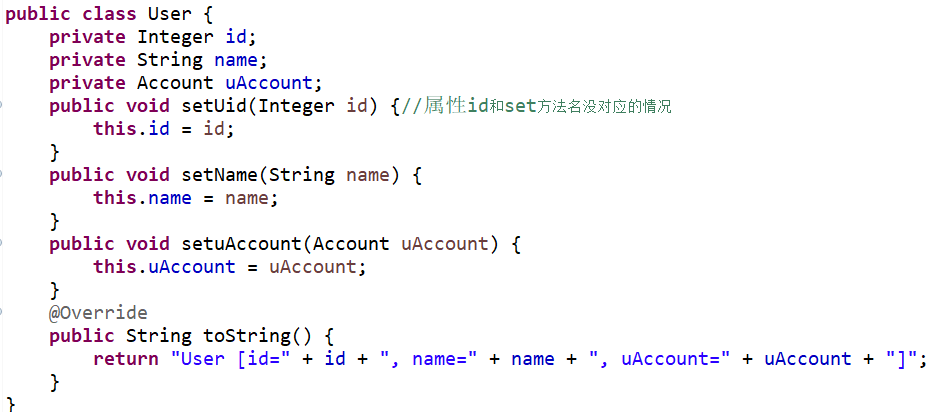 public class User {
    private Integer id;
    private String name;
    private Account uAccount;
    public void setUid(Integer id) {//属性id和set方法名没对应的情况
        this.id = id;
    }
    public void setName(String name) {
        this.name = name;
    }
    public void setuAccount(Account uAccount) {
        this.uAccount = uAccount;
    }
    @Override
    public String toString() {
        return "User [id=" + id + ", name=" + name + ", uAccount=" + uAccount + "]";
    }
}